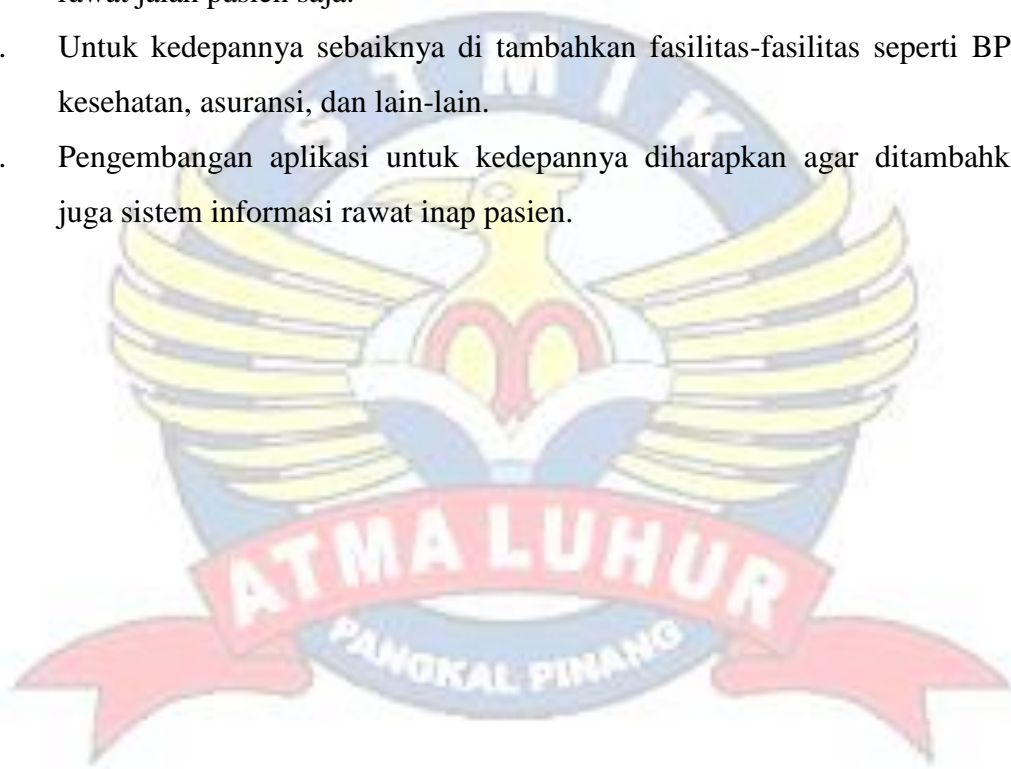 rawat jalan pasien saja.
. Untuk kedepannya sebaiknya di tambahkan fasilitas-fasilitas seperti BP
kesehatan, asuransi, dan lain-lain.
. Pengembangan aplikasi untuk kedepannya diharapkan agar ditambahk
juga sistem informasi rawat inap pasien.
STMIK
ATMA LUHUR
PANGKAL PINANG